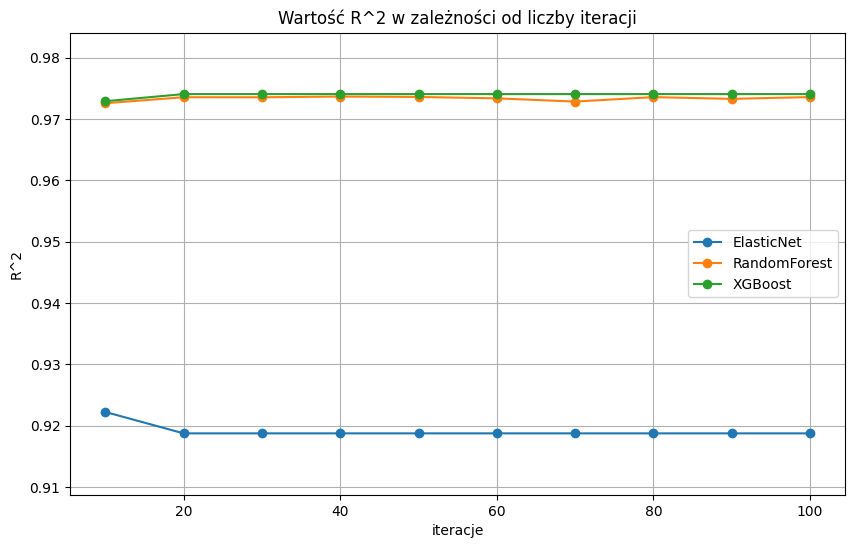 Wartość R^2 w zależności od liczby iteracji
0.98
0.97
0.96
0.95
0.94
0.93
0.92
0.91
R^2
ElasticNet
RandomForest
XGBoost
20
40
60
80
100
iteracje